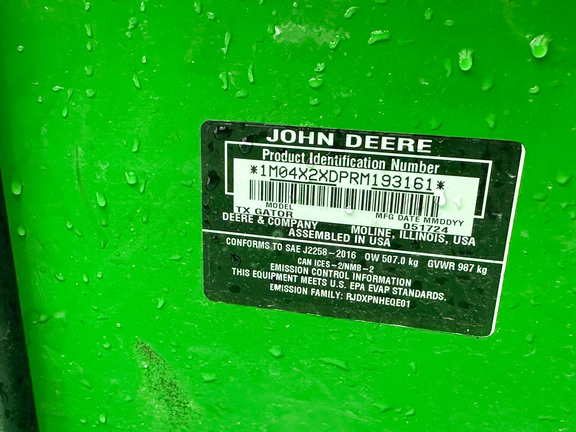 JOHN DEERE
Product Identification Number
*1M04X2XDPRM193161*
MODEL MFG DATE MMDDYY
TX GATOR 051724
DEERE & COMPANY MOLINE, ILLINOIS, USA
ASSEMBLED IN USA
CONFORMS TO SAE J2258-2016 OW 507.0 kg GVWR 987 kg
CAN ICES-2/NMB-2
EMISSION CONTROL INFORMATION
THIS EQUIPMENT MEETS U.S. EPA EVAP STANDARDS.
EMISSION FAMILY: RJDXPNHEQE01